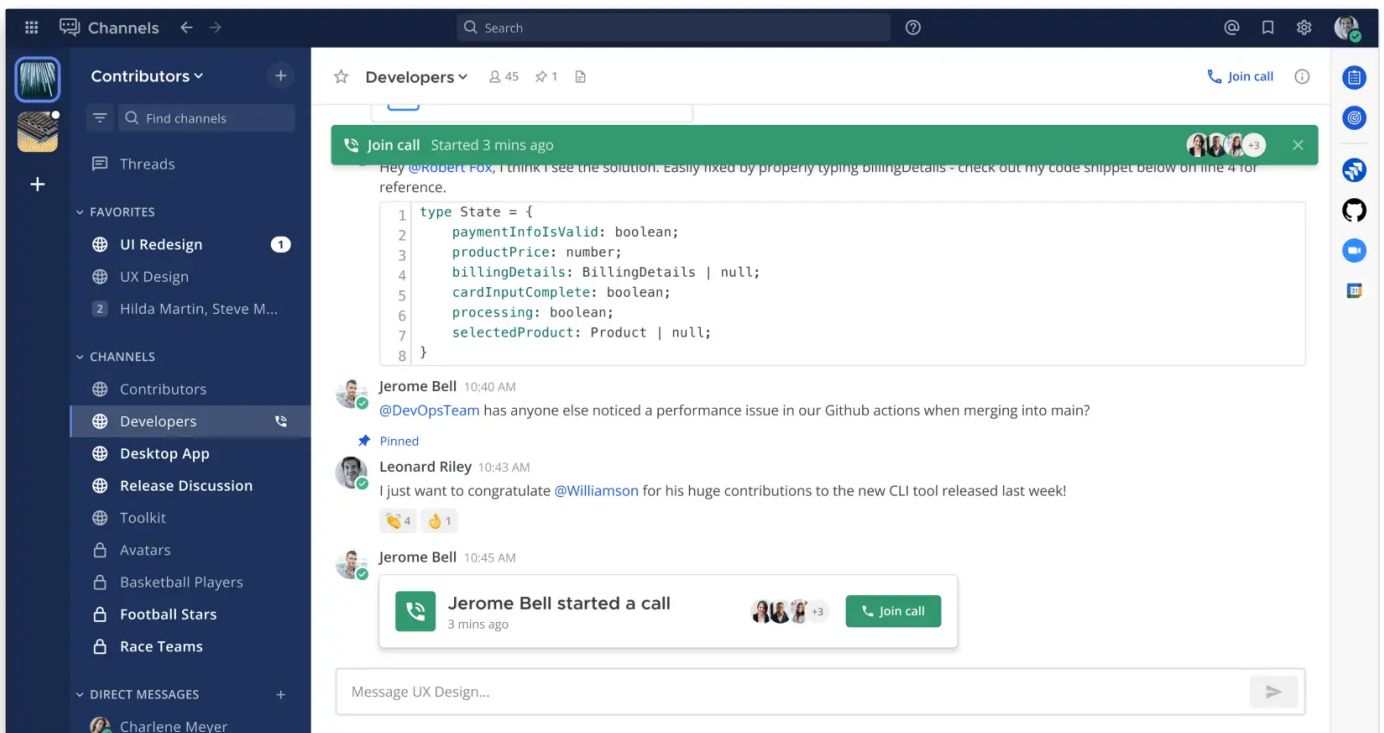 Channels
Search
Contributors
Find channels
Threads
FAVORITES
UI Redesign 1
UX Design
2 Hilda Martin, Steve M...
CHANNELS
Contributors
Developers
Desktop App
Release Discussion
Toolkit
Avatars
Basketball Players
Football Stars
Race Teams
DIRECT MESSAGES
Charlene Meyer
Developers 45 1
Join call
Join call Started 3 mins ago +3
Hey @Robert Fox, I think I see the solution. Easily fixed by properly typing billingDetails - check out my code snippet below on line 4 for
reference.
1 type State = {
2 paymentInfoIsValid: boolean;
3 productPrice: number;
4 billingDetails: BillingDetails | null;
5 cardInputComplete: boolean;
6 processing: boolean;
7 selectedProduct: Product | null;
8 }
Jerome Bell 10:40 AM
@DevOpsTeam has anyone else noticed a performance issue in our Github actions when merging into main?
Pinned
Leonard Riley 10:43 AM
I just want to congratulate @Williamson for his huge contributions to the new CLI tool released last week!
4 1
Jerome Bell 10:45 AM
Jerome Bell started a call
3 mins ago
+3
Join call
Message UX Design...
31